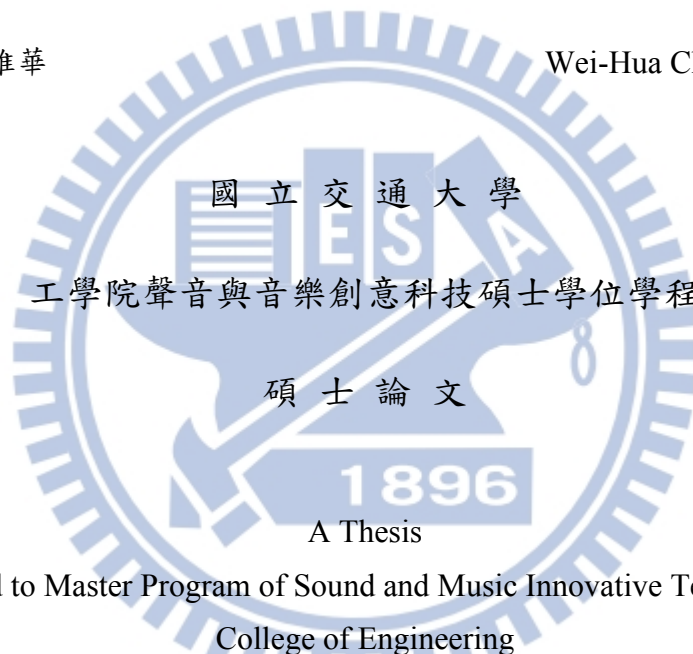 維華 Wei-Hua
國 立 交 通 大 學
ESA
工學院聲音與音樂創意科技碩士學位學程
8
碩 士 論 文
1896
A Thesis
to Master Program of Sound and Music Innovative
College of Engineering